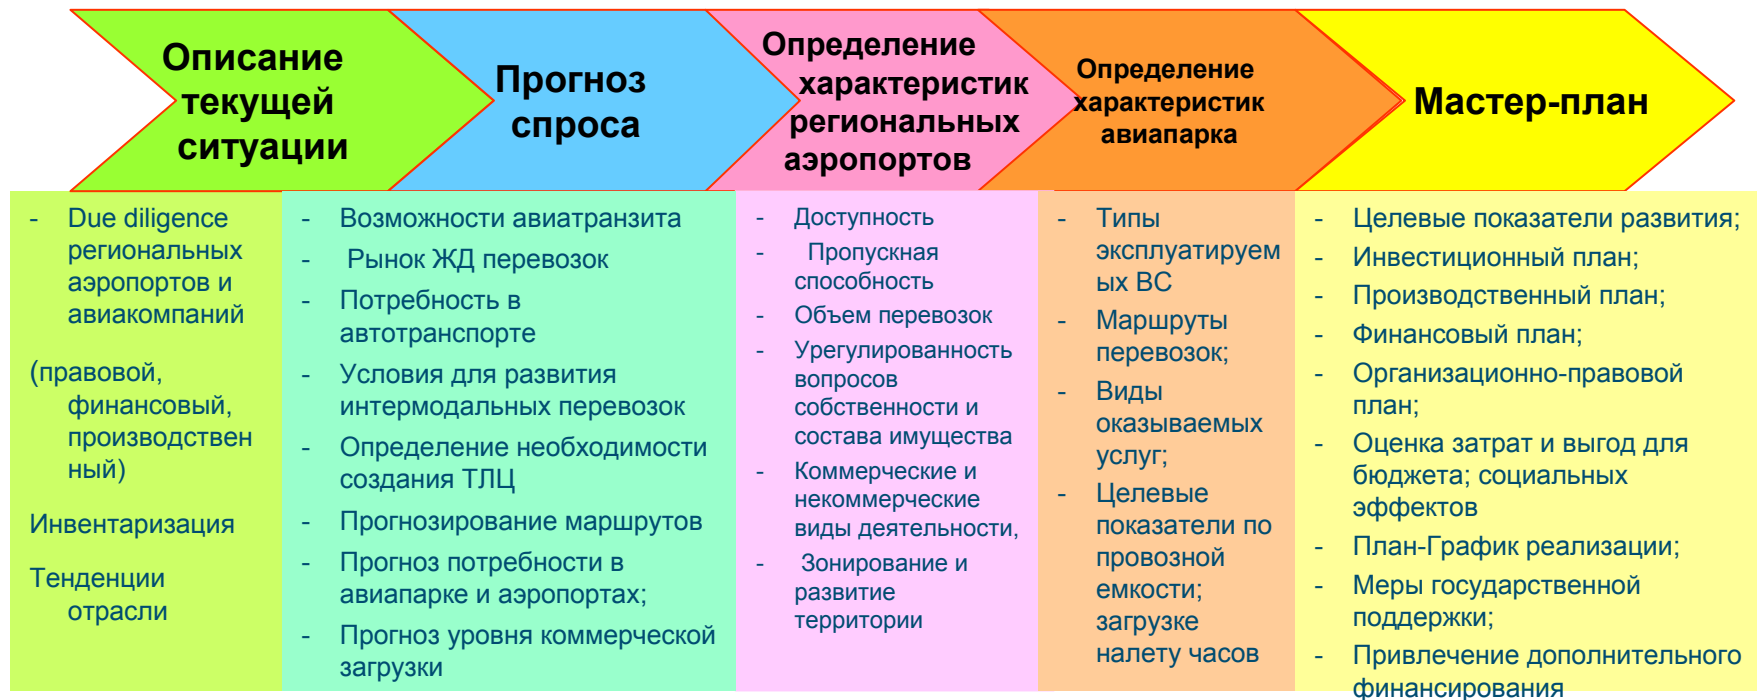 Описание
текущей
ситуации
Прогноз
спроса
Определение
характеристик
региональных
аэропортов
Определение
характеристик
авиапарка
Мастер-план
- Due diligence
региональных
аэропортов и
авиакомпаний
(правовой,
финансовый,
производствен
ный)
Инвентаризация
Тенденции
отрасли
- Возможности авиатранзита
- Рынок ЖД перевозок
- Потребность в
автотранспорте
- Условия для развития
интермодальных перевозок
- Определение необходимости
создания ТЛЦ
- Прогнозирование маршрутов
- Прогноз потребности в
авиапарке и аэропортах;
- Прогноз уровня коммерческой
загрузки
- Доступность
- Пропускная
способность
- Объем перевозок
- Урегулированность
вопросов
собственности и
состава имущества
- Коммерческие и
некоммерческие
виды деятельности,
- Зонирование и
развитие
территории
- Типы
эксплуатируем
ых ВС
- Маршруты
перевозок;
- Виды
оказываемых
услуг;
- Целевые
показатели по
провозной
емкости;
загрузке
налету часов
- Целевые показатели развития;
- Инвестиционный план;
- Производственный план;
- Финансовый план;
- Организационно-правовой
план;
- Оценка затрат и выгод для
бюджета; социальных
эффектов
- План-График реализации;
- Меры государственной
поддержки;
- Привлечение дополнительного
финансирования